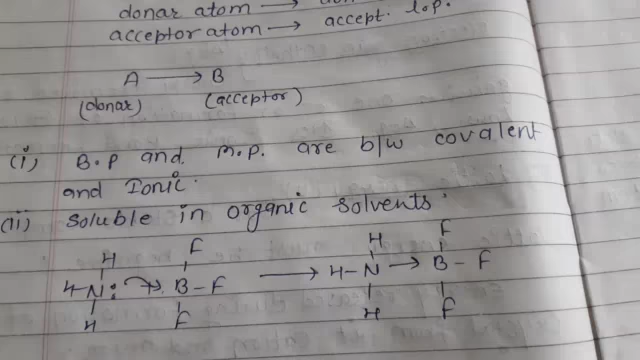 donar atom ⟶
acceptor atom ⟶ accept l.p.
A ⟶ B
(donar) (acceptor)
(i) B.P and M.P. are b/w covalent
and Ionic.
(ii) Soluble in organic solvents.
H F H F
H-N: B-F ⟶ H-N → B-F
H F H F